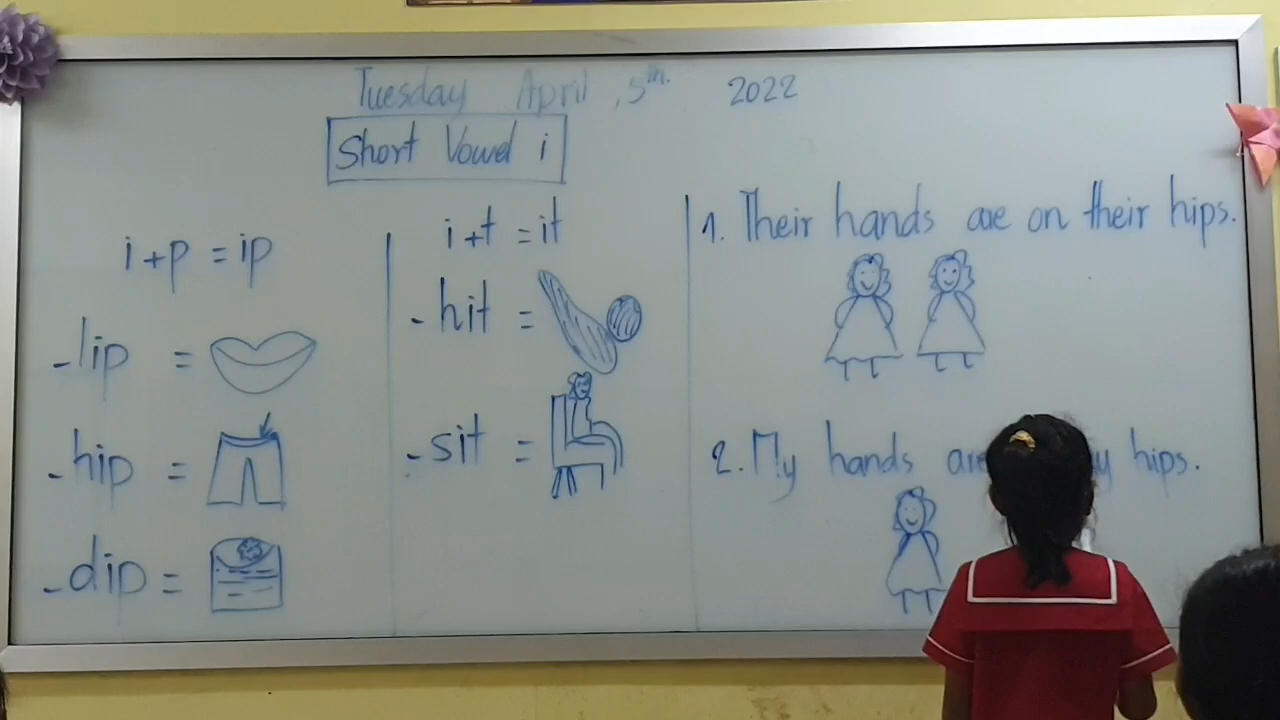 Tuesday April, 5th. 2022
Short Vowel i
i+p = ip
-lip =
-hip =
-dip =
i+t = it
-hit =
-sit =
1. Their hands are on their hips.
2. My hands are hips.